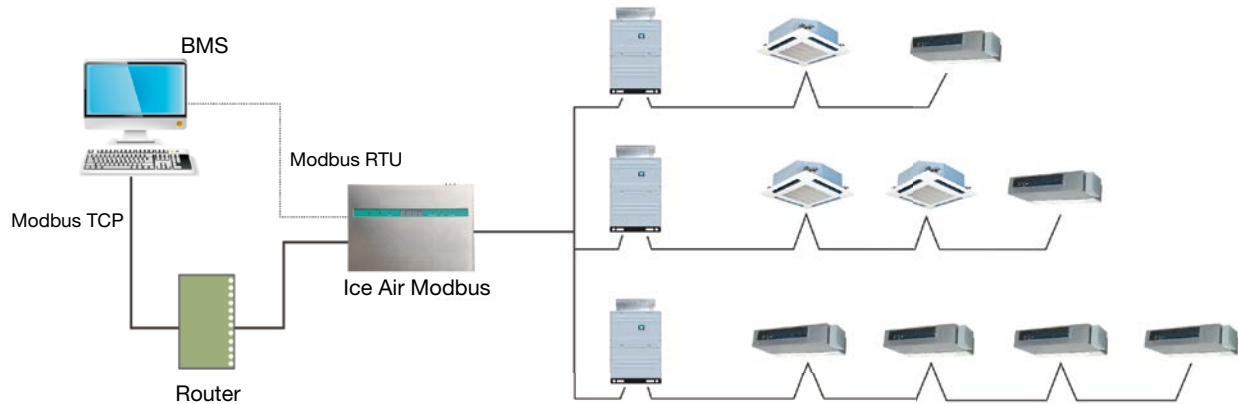 BMS
Modbus RTU
Modbus TCP
Ice Air Modbus
Router